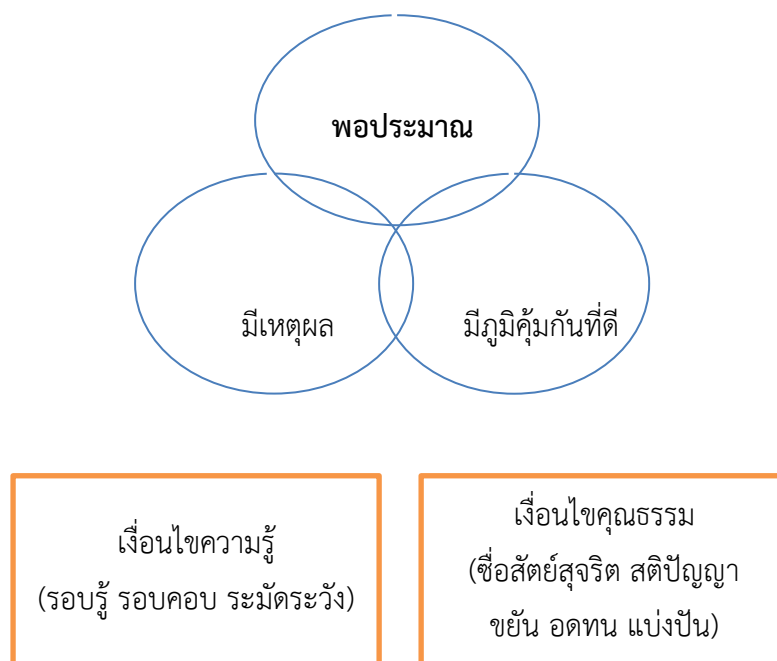 พอประมาณ
มีเหตุผล
มีภูมิคุ้มกันที่ดี
เงื่อนไขความรู้
(รอบรู้ รอบคอบ ระมัดระวัง)
เงื่อนไขคุณธรรม
(ซื่อสัตย์สุจริต สติปัญญา
ขยัน อดทน แบ่งปัน)